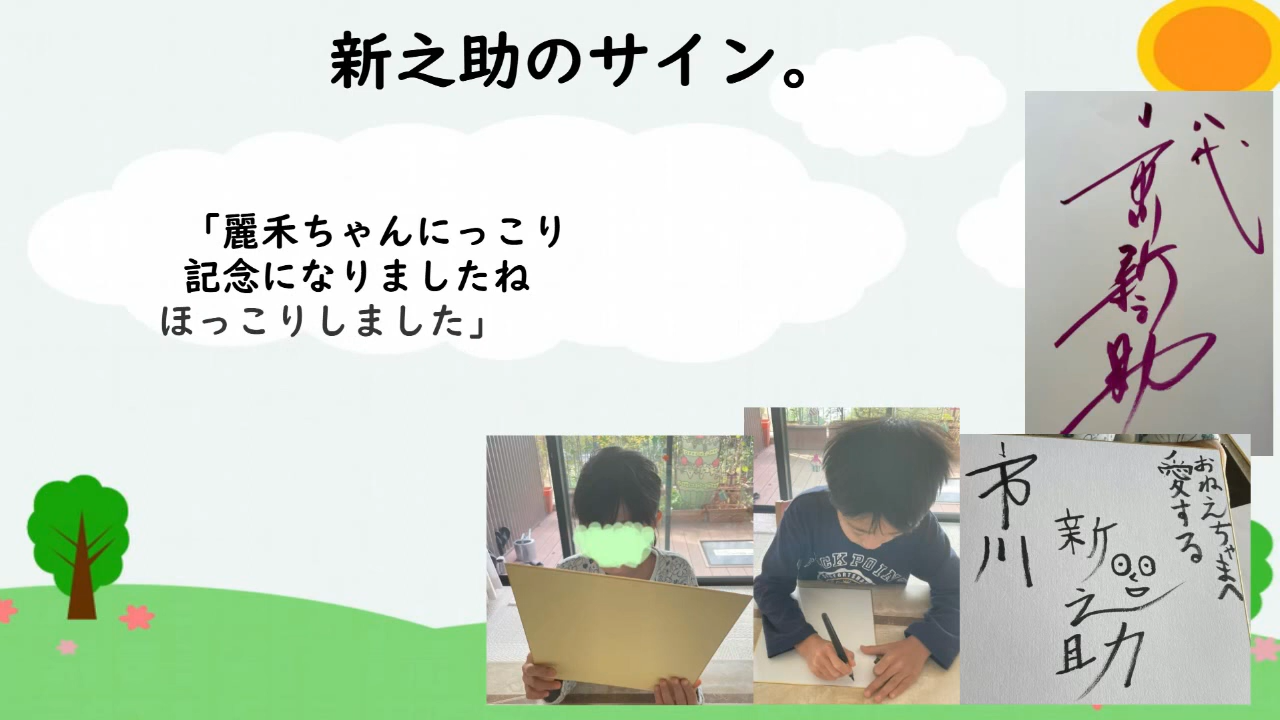 新之助のサイン。
「麗禾ちゃんにっこり
記念になりましたね
ほっこりしました」
八代
新之助
おねえちゃまへ
愛する
市川
新之助